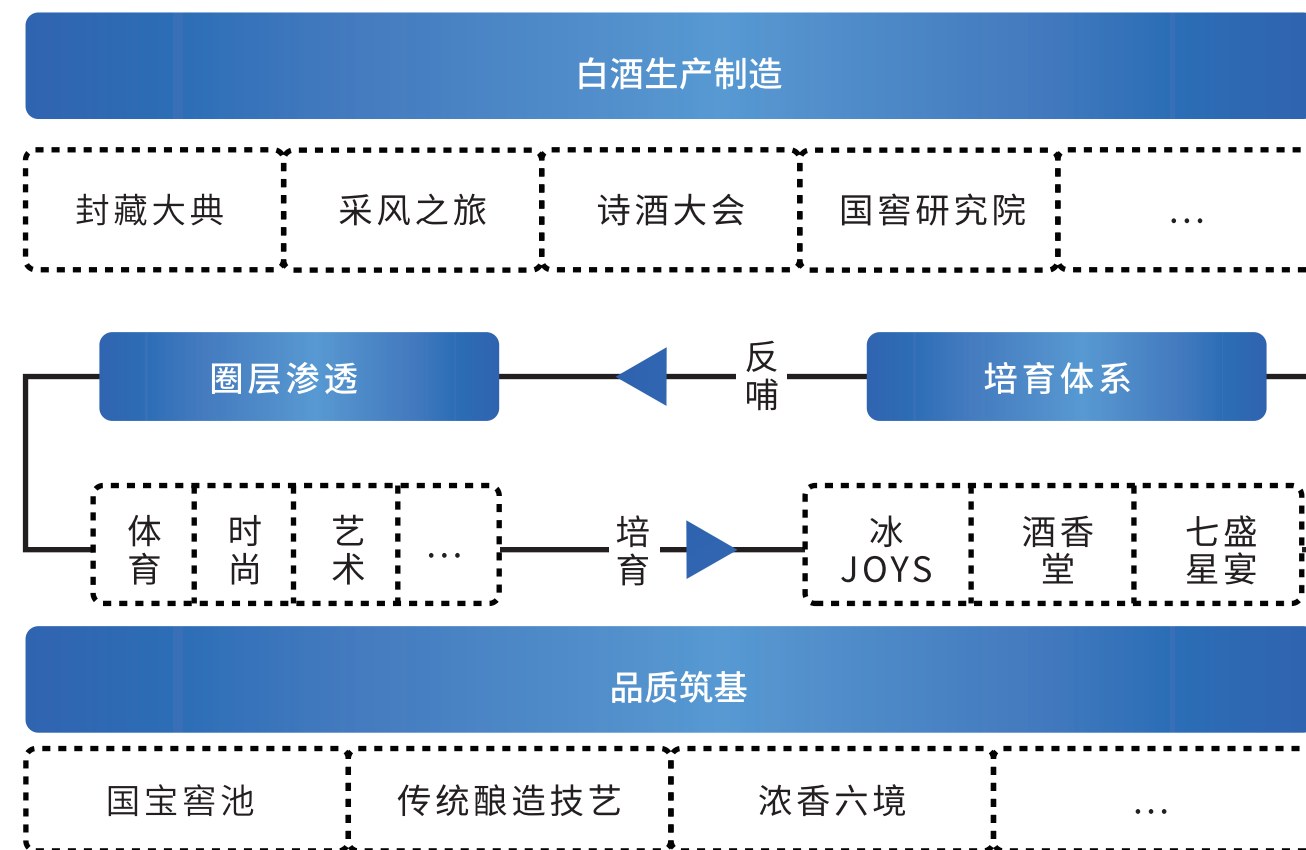 白酒生产制造
封藏大典
采风之旅
诗酒大会
国窖研究院
...
圈层渗透
反
哺
培育体系
体
育
时
尚
艺
术
...
培
育
冰
JOYS
酒香
堂
七盛
星宴
品质筑基
国宝窖池
传统酿造技艺
浓香六境
...